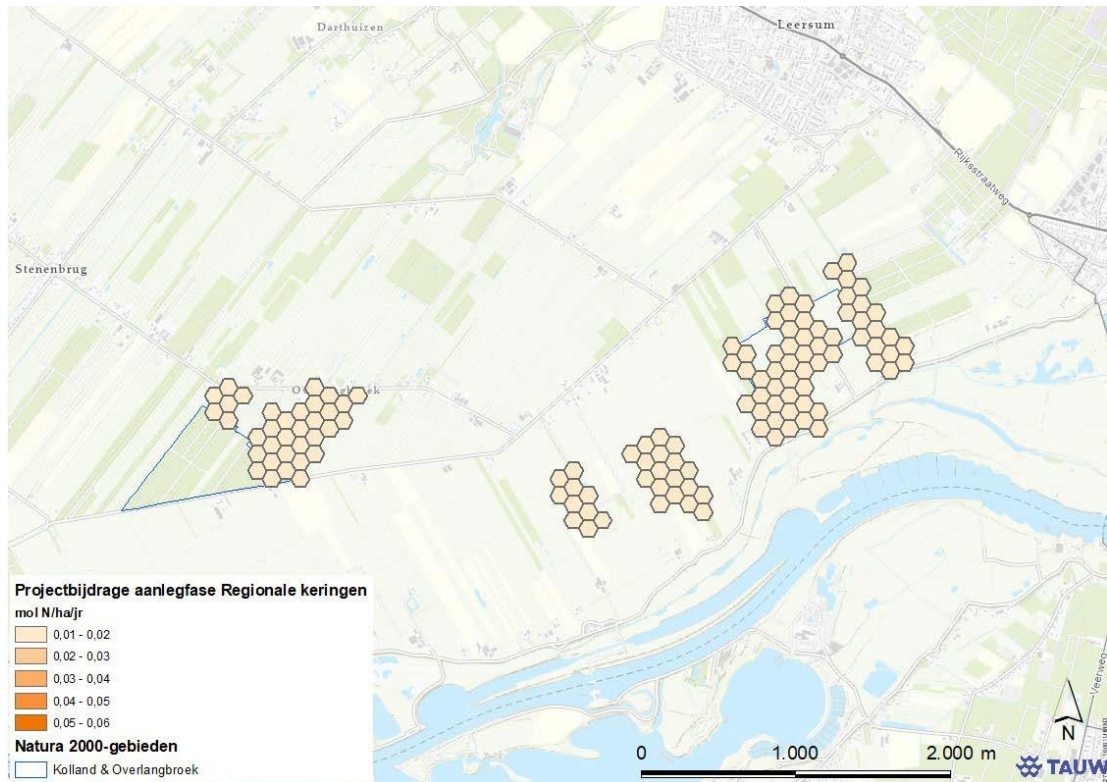 Darthuizen
Leersum
Rijksstraatweg
Stenenbrug
Projectbijdrage aanlegfase Regionale keringen
mol N/ha/jr
0,01 - 0,02
0,02 - 0,03
0,03 - 0,04
0,04 - 0,05
0,05 - 0,06
Natura 2000-gebieden
Kolland & Overlangbroek
0 1.000 2.000 m
Veerweg
N
TAUW